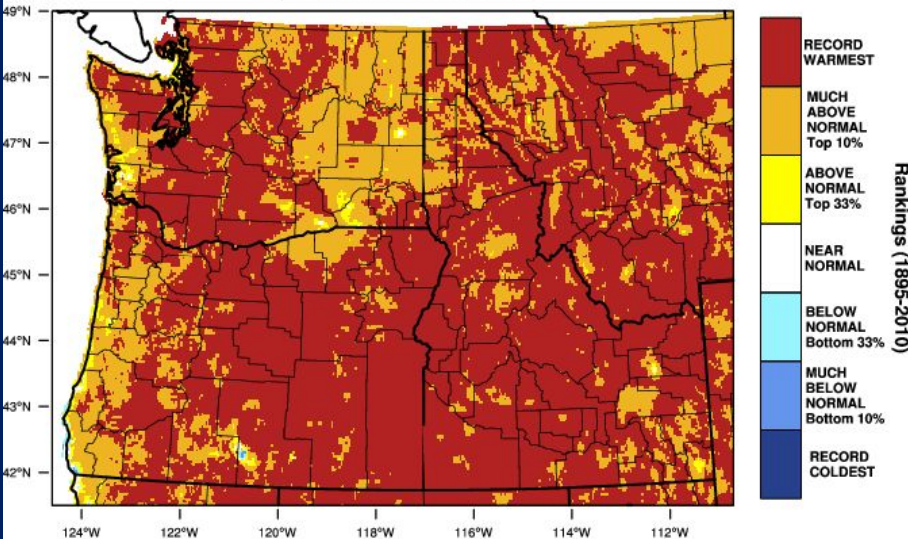 49°N
48°N
47°N
46°N
45°N
44°N
43°N
42°N
124°W 122°W 120°W 118°W 116°W 114°W 112°W
RECORD
WARMEST
MUCH
ABOVE
NORMAL
Top 10%
ABOVE
NORMAL
Top 33%
NEAR
NORMAL
BELOW
NORMAL
Bottom 33%
MUCH
BELOW
NORMAL
Bottom 10%
RECORD
COLDEST
Rankings (1895-2010)